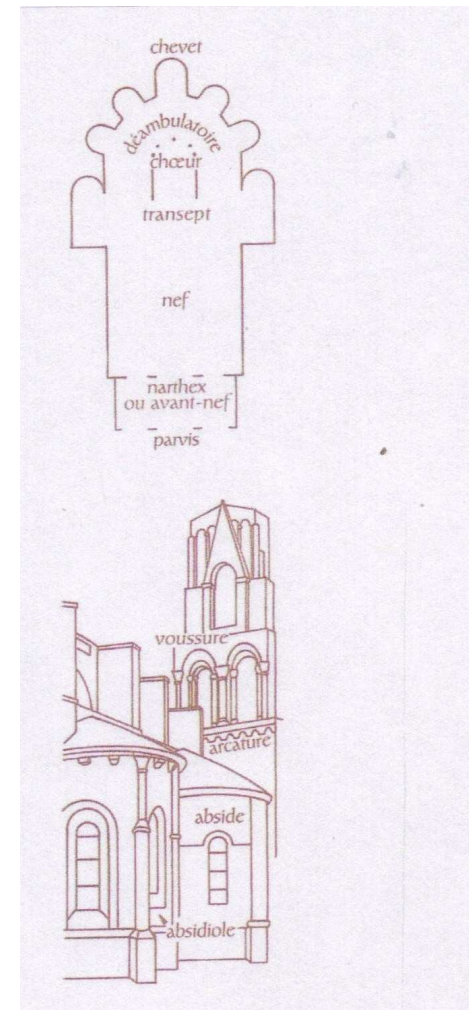 chevet
déambulatoire
chœur
transept
nef
narthex
ou avant-nef
parvis
voussure
arcature
abside
absidiole